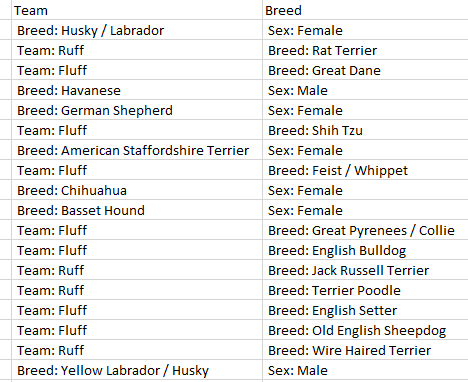 Team Breed
Breed: Husky / Labrador Sex: Female
Team: Ruff Breed: Rat Terrier
Team: Fluff Breed: Great Dane
Breed: Havanese Sex: Male
Breed: German Shepherd Sex: Female
Team: Fluff Breed: Shih Tzu
Breed: American Staffordshire Terrier Sex: Female
Team: Fluff Breed: Feist / Whippet
Breed: Chihuahua Sex: Female
Breed: Basset Hound Sex: Female
Team: Fluff Breed: Great Pyrenees / Collie
Team: Fluff Breed: English Bulldog
Team: Ruff Breed: Jack Russell Terrier
Team: Ruff Breed: Terrier Poodle
Team: Fluff Breed: English Setter
Team: Fluff Breed: Old English Sheepdog
Team: Ruff Breed: Wire Haired Terrier
Breed: Yellow Labrador / Husky Sex: Male